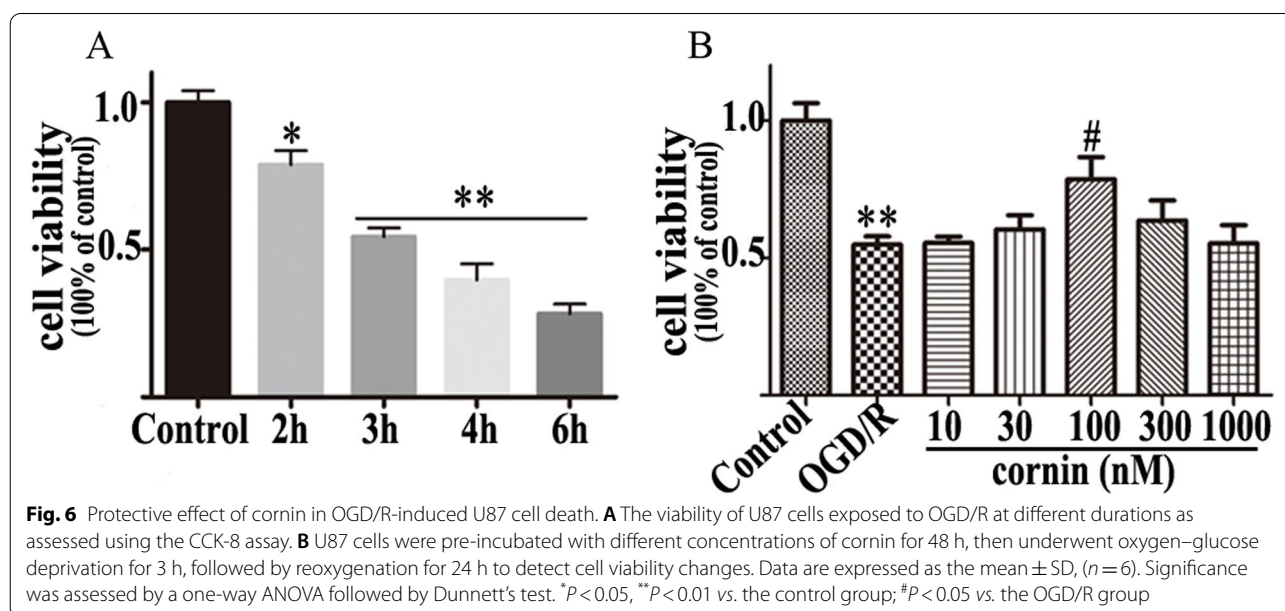 A
cell viability
(100% of control)
1.0
0.5
*
**
Control 2h 3h 4h 6h
B
cell viability
(100% of control)
1.0
0.5
**
#
Control OGD/R 10 30 100 300 1000
cornin (nM)
Fig. 6 Protective effect of cornin in OGD/R-induced U87 cell death. A The viability of U87 cells exposed to OGD/R at different durations as
assessed using the CCK-8 assay. B U87 cells were pre-incubated with different concentrations of cornin for 48 h, then underwent oxygen–glucose
deprivation for 3 h, followed by reoxygenation for 24 h to detect cell viability changes. Data are expressed as the mean ± SD, (n = 6). Significance
was assessed by a one-way ANOVA followed by Dunnett's test. *P < 0.05, **P < 0.01 vs. the control group; #P < 0.05 vs. the OGD/R group